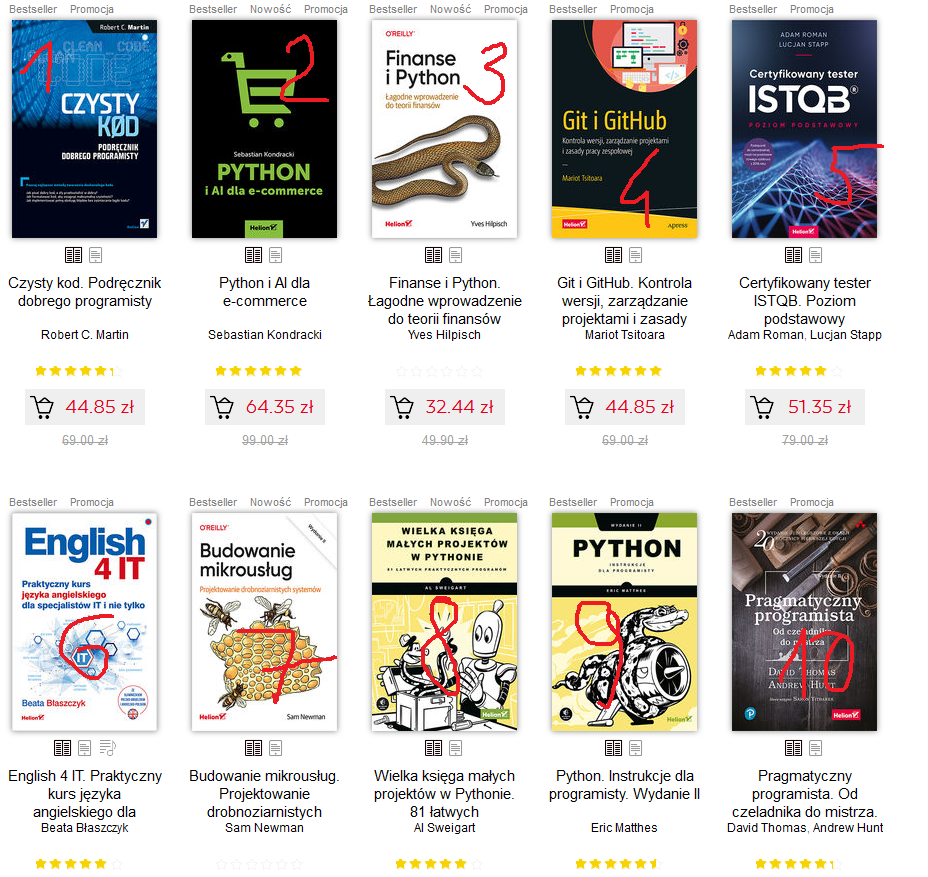 Bestseller Promocja
Bestseller Nowość Promocja
Bestseller Nowość Promocja
Bestseller Promocja
Bestseller Promocja
Robert C. Martin
CLEAN CODE
CODE
CZYSTY
KØD
PODRĘCZNIK
DOBREGO PROGRAMISTY
Helion
1
2
Sebastian Kondracki
PYTHON
i AI dla e-commerce
Helion
O'REILLY®
Finanse
i Python
Łagodne wprowadzenie
do teorii finansów
3
Helion
Yves Hilpisch
Git i GitHub
Kontrola wersji, zarządzanie projektami
i zasady pracy zespołowej
Mariot Tsitoara
4
Helion
Apress
ADAM ROMAN
LUCJAN STAPP
Certyfikowany tester
ISTQB®
POZIOM PODSTAWOWY
5
Helion
Czysty kod. Podręcznik
dobrego programisty
Robert C. Martin
44.85 zł
69.00 zł
Python i AI dla
e-commerce
Sebastian Kondracki
64.35 zł
99.00 zł
Finanse i Python.
Łagodne wprowadzenie
do teorii finansów
Yves Hilpisch
32.44 zł
49.90 zł
Git i GitHub. Kontrola
wersji, zarządzanie
projektami i zasady
Mariot Tsitoara
44.85 zł
69.00 zł
Certyfikowany tester
ISTQB. Poziom
podstawowy
Adam Roman, Lucjan Stapp
51.35 zł
79.00 zł
Bestseller Promocja
Bestseller Nowość Promocja
Bestseller Nowość Promocja
Bestseller Promocja
Bestseller Promocja
English
4 IT
Praktyczny kurs
języka angielskiego
dla specjalistów IT i nie tylko
IT
6
Beata Błaszczyk
Helion
O'REILLY®
Wydanie II
Budowanie
mikrousług
Projektowanie drobnoziarnistych systemów
7
Helion
Sam Newman
WIELKA KSIĘGA
MAŁYCH PROJEKTÓW
W PYTHONIE
81 ŁATWYCH PRAKTYCZNYCH PROGRAMÓW
AL SWEIGART
8
Helion
WYDANIE II
PYTHON
INSTRUKCJE
DLA PROGRAMISTY
ERIC MATTHES
9
Helion
20
Wydanie II
Pragmatyczny
programista
Od czeladnika
do mistrza
10
DAVID THOMAS
ANDREW HUNT
P
Helion
English 4 IT. Praktyczny
kurs języka
angielskiego dla
Beata Błaszczyk
Budowanie mikrousług.
Projektowanie
drobnoziarnistych
Sam Newman
Wielka księga małych
projektów w Pythonie.
81 łatwych
Al Sweigart
Python. Instrukcje dla
programisty. Wydanie II
Eric Matthes
Pragmatyczny
programista. Od
czeladnika do mistrza.
David Thomas, Andrew Hunt